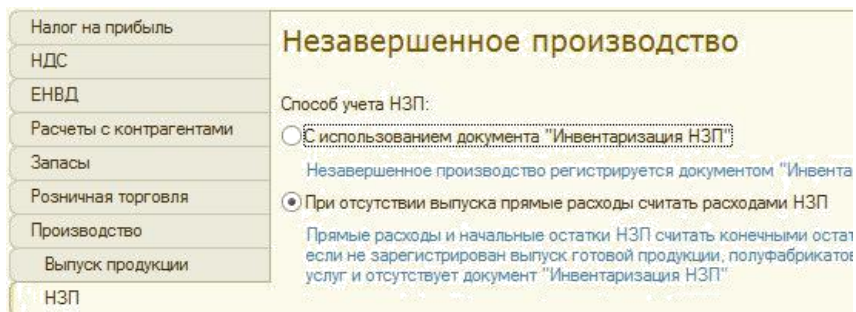 Налог на прибыль
НДС
ЕНВД
Расчеты с контрагентами
Запасы
Розничная торговля
Производство
Выпуск продукции
НЗП
Незавершенное производство
Способ учета НЗП:
С использованием документа "Инвентаризация НЗП"
Незавершенное производство регистрируется документом "Инвента
При отсутствии выпуска прямые расходы считать расходами НЗП
Прямые расходы и начальные остатки НЗП считать конечными остат
если не зарегистрирован выпуск готовой продукции, полуфабрикатов
услуг и отсутствует документ "Инвентаризация НЗП"